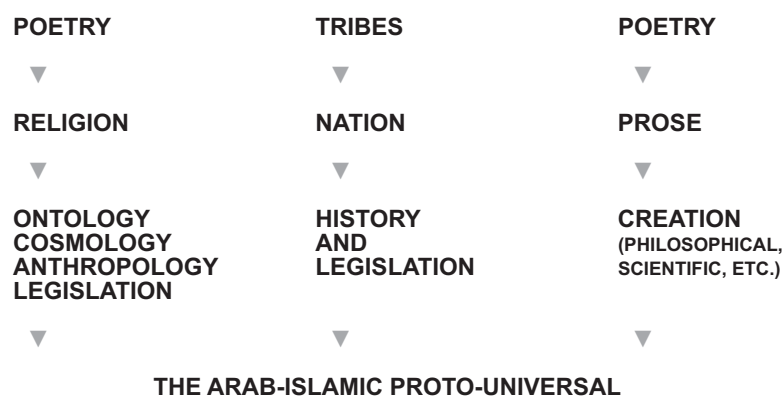 POETRY TRIBES POETRY
RELIGION NATION PROSE
ONTOLOGY
COSMOLOGY
ANTHROPOLOGY
LEGISLATION
HISTORY
AND
LEGISLATION
CREATION
(PHILOSOPHICAL,
SCIENTIFIC, ETC.)
THE ARAB-ISLAMIC PROTO-UNIVERSAL